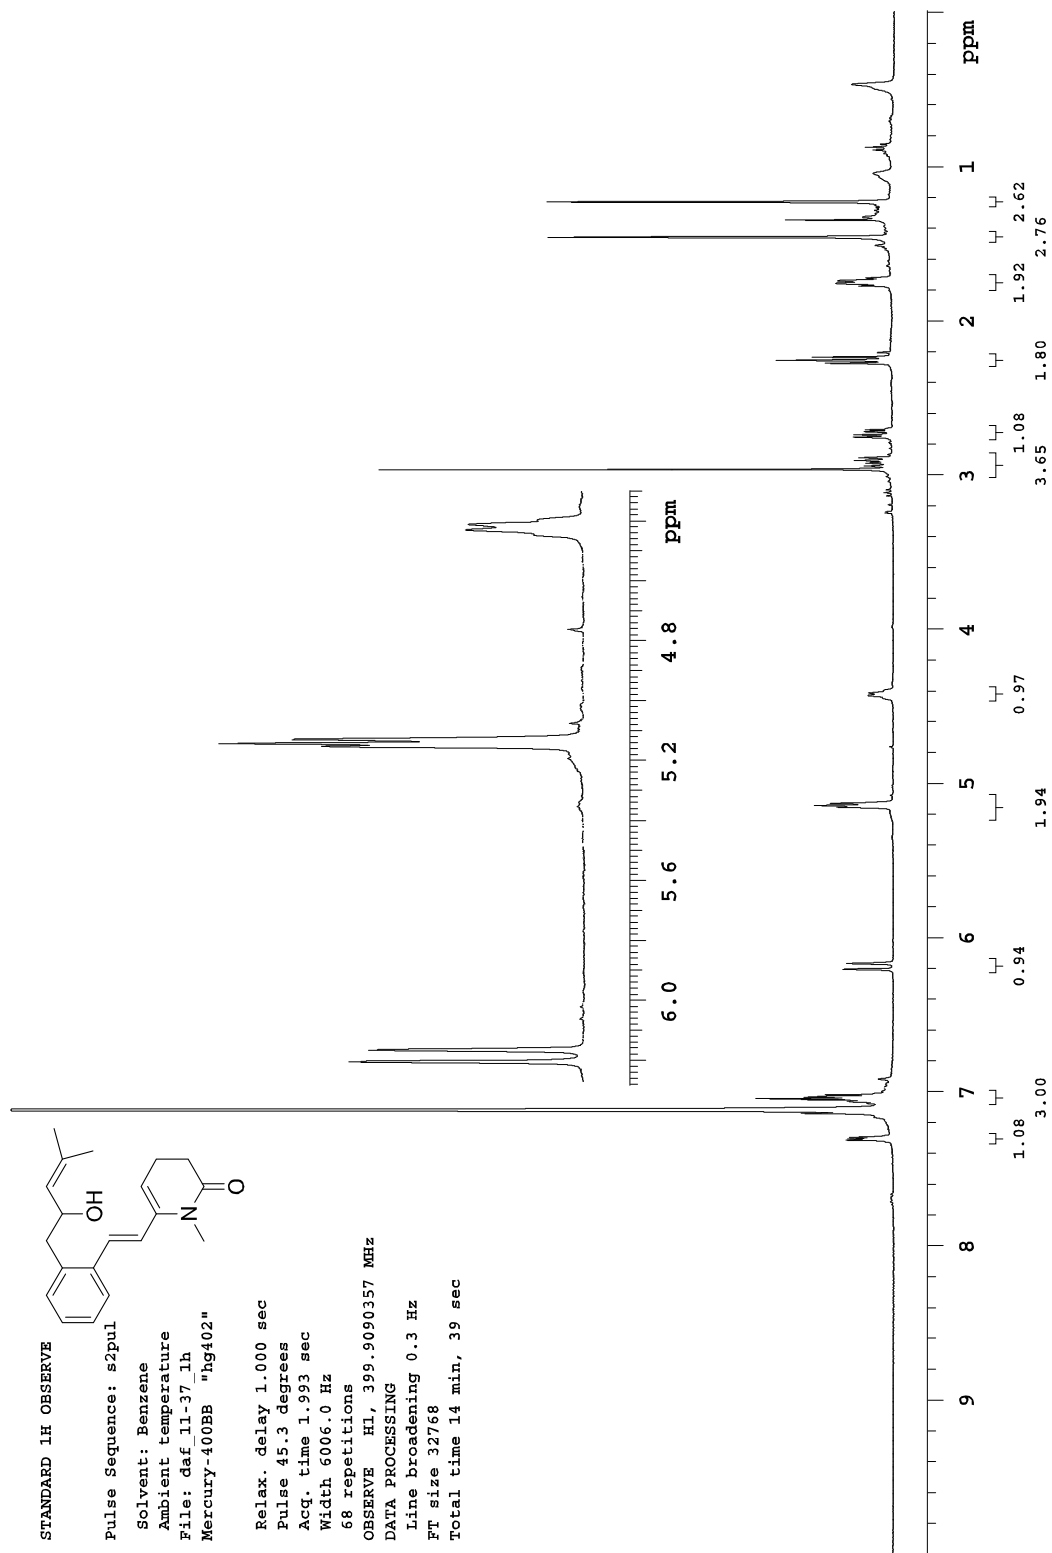 STANDARD 1H OBSERVE
Pulse Sequence: s2pul
Solvent: Benzene
Ambient temperature
File: daf_11-37_1h
Mercury-400BB "hg402"
Relax. delay 1.000 sec
Pulse 45.3 degrees
Acq. time 1.993 sec
Width 6006.0 Hz
68 repetitions
OBSERVE H1, 399.9090357 MHz
DATA PROCESSING
Line broadening 0.3 Hz
FT size 32768
Total time 14 min, 39 sec
OH
N
O
6.0 5.6 5.2 4.8 ppm
9 8 7 6 5 4 3 2 1 ppm
1.08 3.00 0.94 1.94 0.97 3.65 1.08 1.80 1.92 2.76 2.62